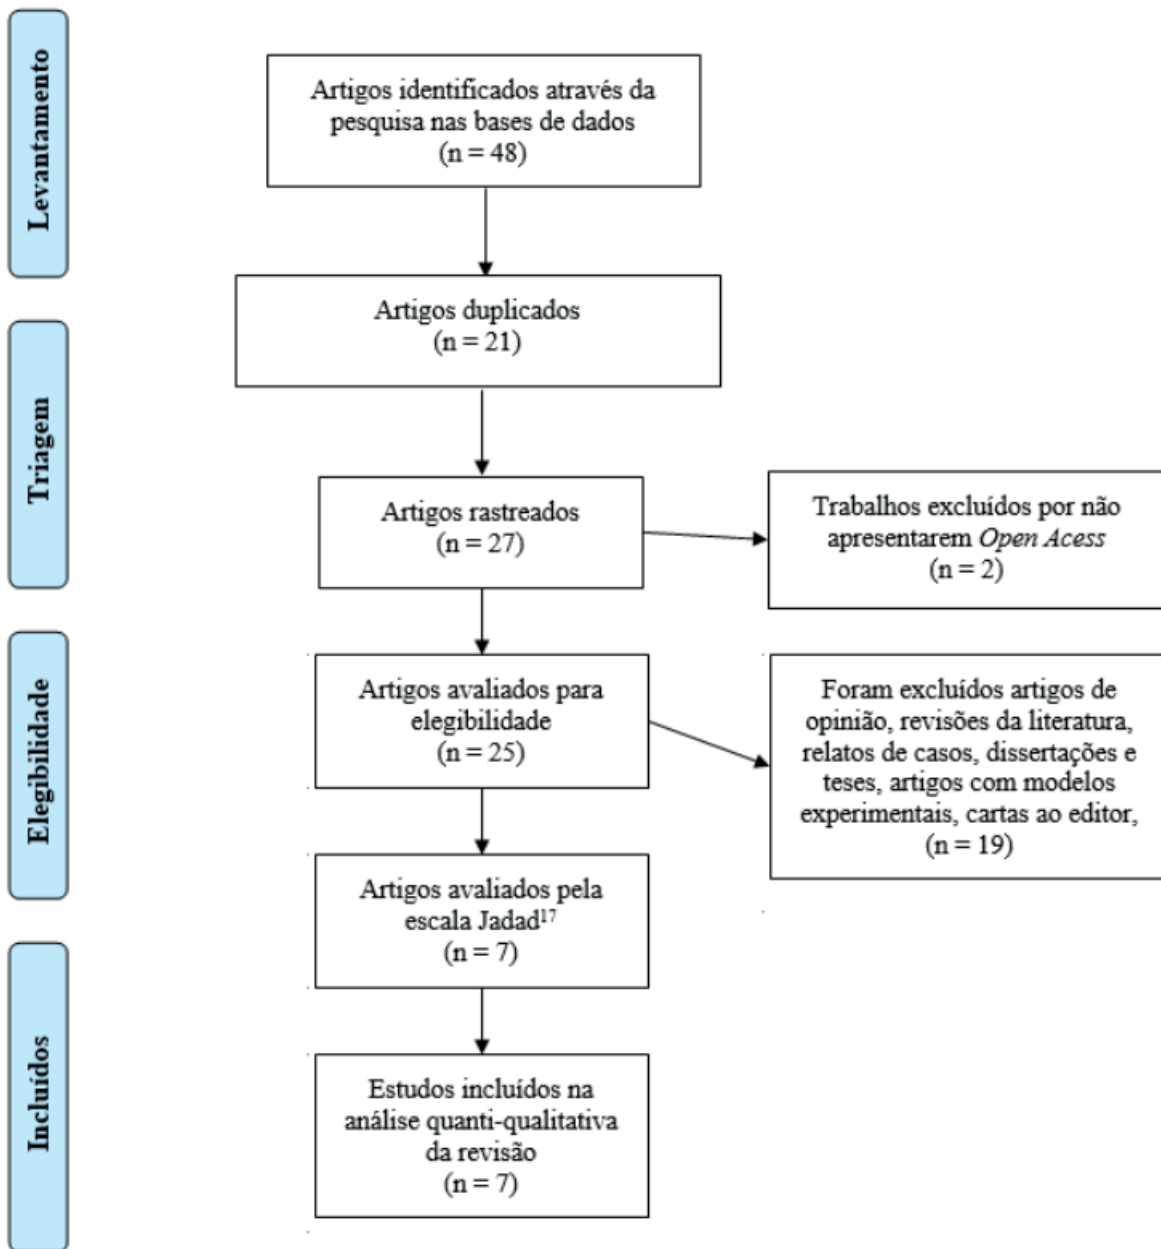 Levantamento
Artigos identificados através da
pesquisa nas bases de dados
(n = 48)
Artigos duplicados
(n = 21)
Triagem
Artigos rastreados
(n = 27)
Trabalhos excluídos por não
apresentarem Open Acess
(n = 2)
Elegibilidade
Artigos avaliados para
elegibilidade
(n = 25)
Foram excluídos artigos de
opinião, revisões da literatura,
relatos de casos, dissertações e
teses, artigos com modelos
experimentais, cartas ao editor,
(n = 19)
Artigos avaliados pela
escala Jadad¹⁷
(n = 7)
Incluídos
Estudos incluídos na
análise quanti-qualitativa
da revisão
(n = 7)